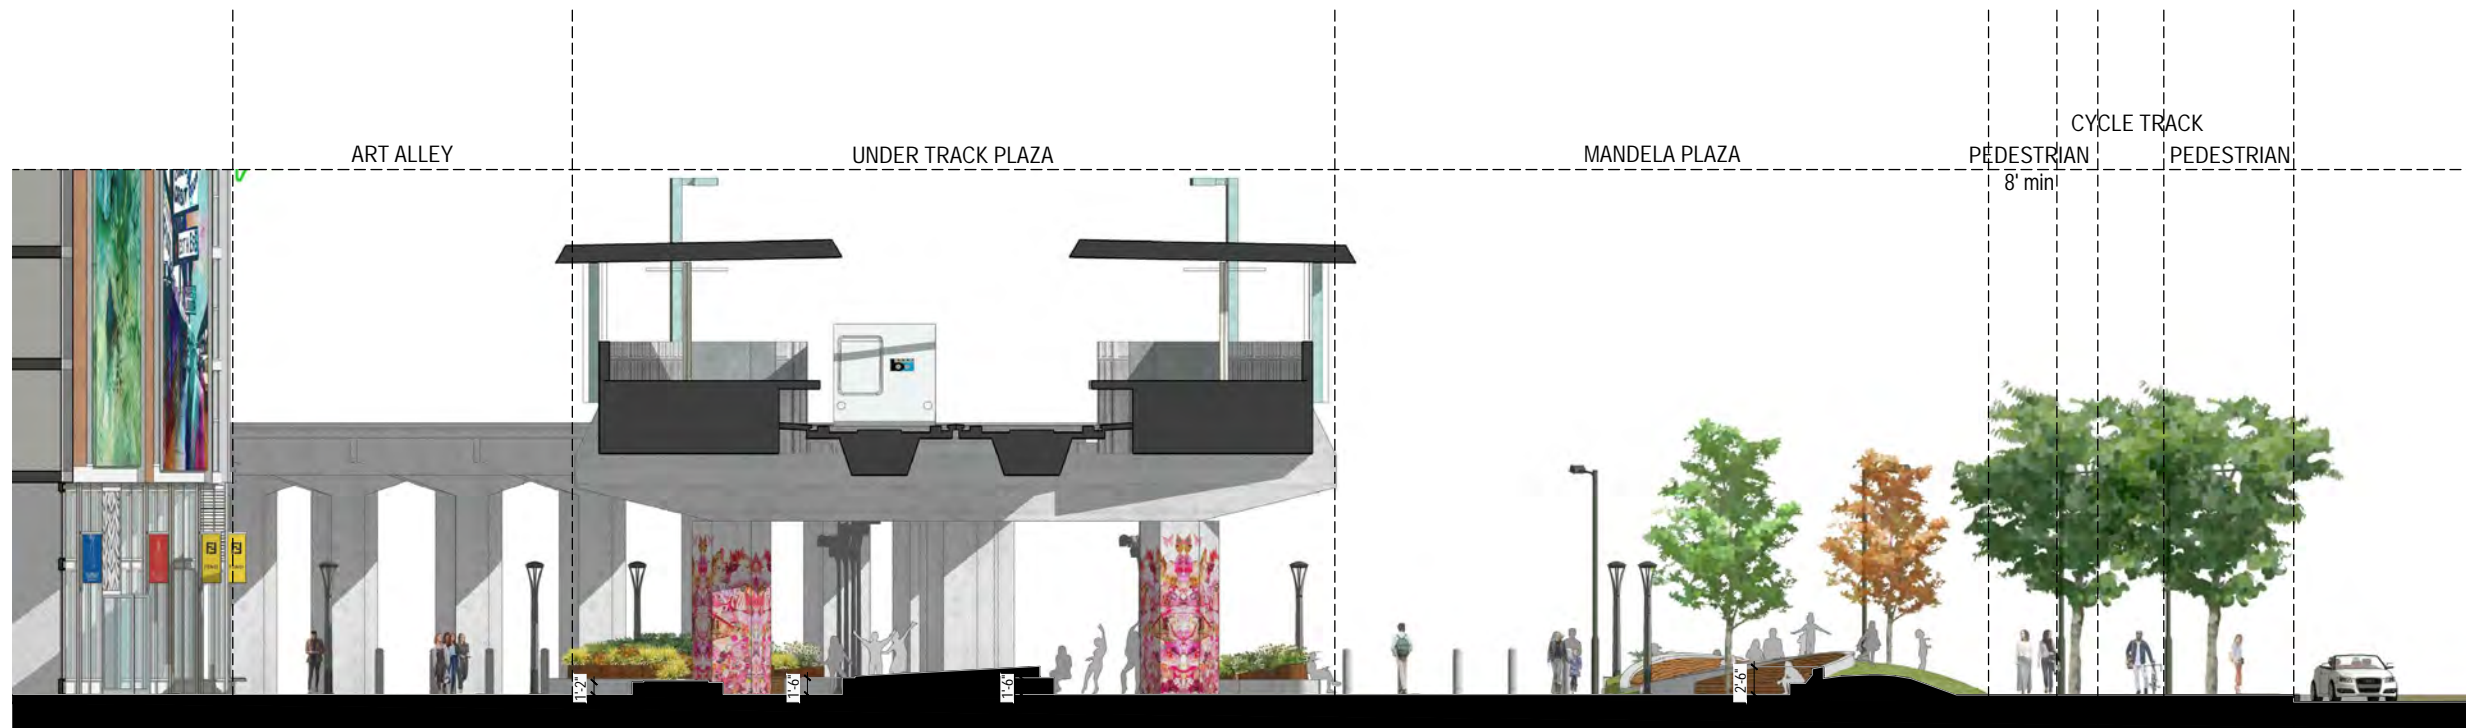 CYCLE TRACK
ART ALLEY
UNDER TRACK PLAZA
MANDELA PLAZA
PEDESTRIAN
PEDESTRIAN
8' min
1'-2"
1'-6"
1'-6"
2'-6"